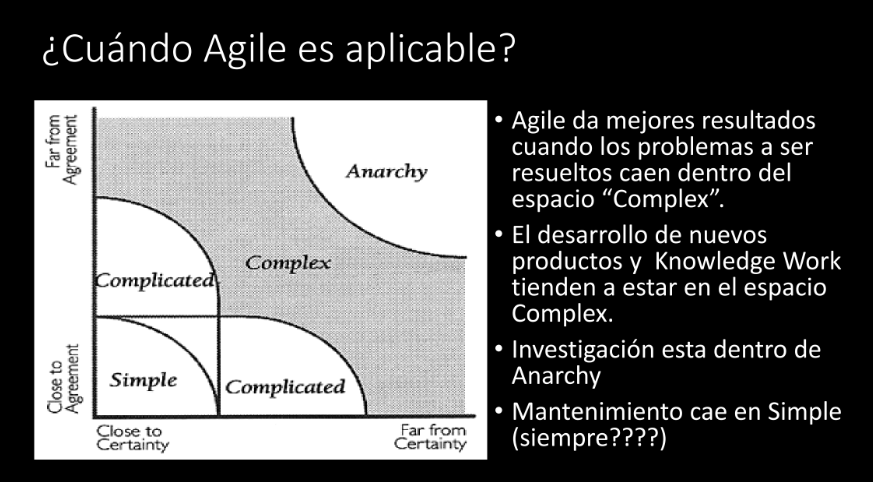 ¿Cuándo Agile es aplicable?
Far from
Agreement
Anarchy
Complex
Complicated
Close to
Agreement
Simple
Complicated
Close to
Certainty
Far from
Certainty
• Agile da mejores resultados
cuando los problemas a ser
resueltos caen dentro del
espacio “Complex”.
• El desarrollo de nuevos
productos y  Knowledge Work
tienden a estar en el espacio
Complex.
• Investigación esta dentro de
Anarchy
• Mantenimiento cae en Simple
(siempre????)